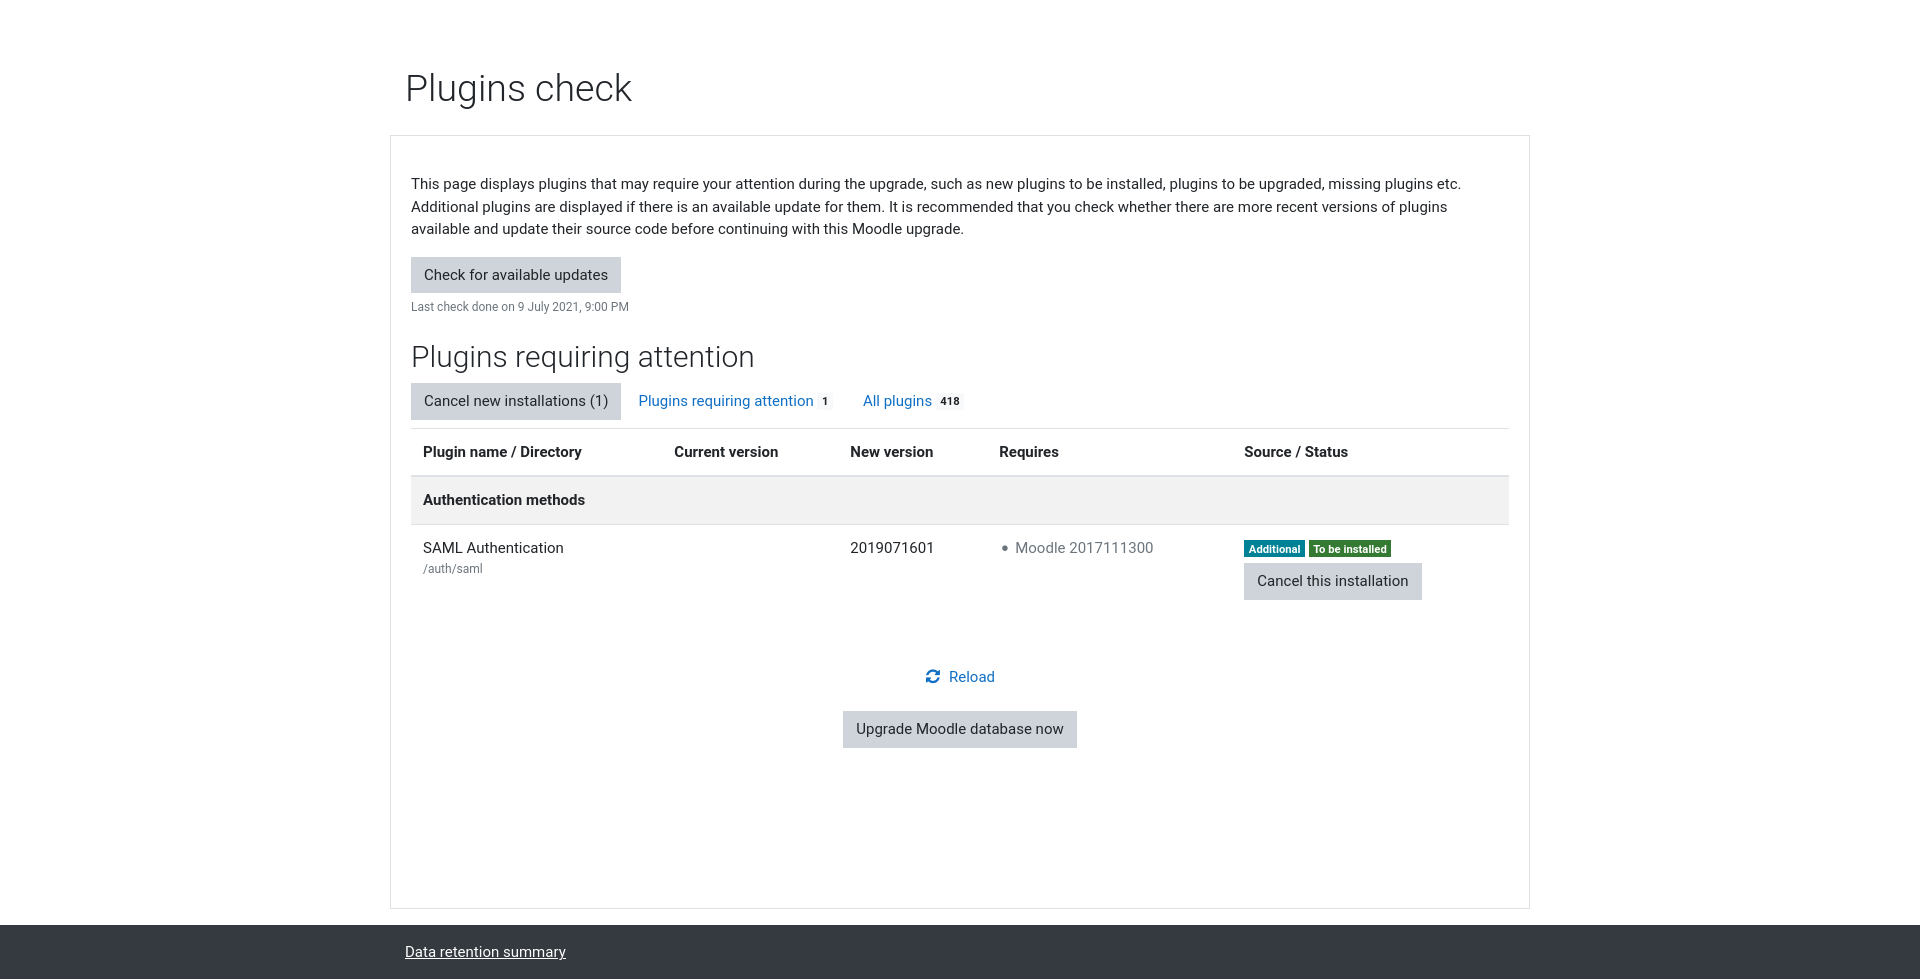 Plugins check
This page displays plugins that may require your attention during the upgrade, such as new plugins to be installed, plugins to be upgraded, missing plugins etc.
Additional plugins are displayed if there is an available update for them. It is recommended that you check whether there are more recent versions of plugins
available and update their source code before continuing with this Moodle upgrade.
Check for available updates
Last check done on 9 July 2021, 9:00 PM
Plugins requiring attention
Cancel new installations (1) Plugins requiring attention 1 All plugins 418
Plugin name / Directory Current version New version Requires Source / Status
Authentication methods
SAML Authentication 2019071601 • Moodle 2017111300 Additional To be installed
/auth/saml
Cancel this installation
Reload
Upgrade Moodle database now
Data retention summary